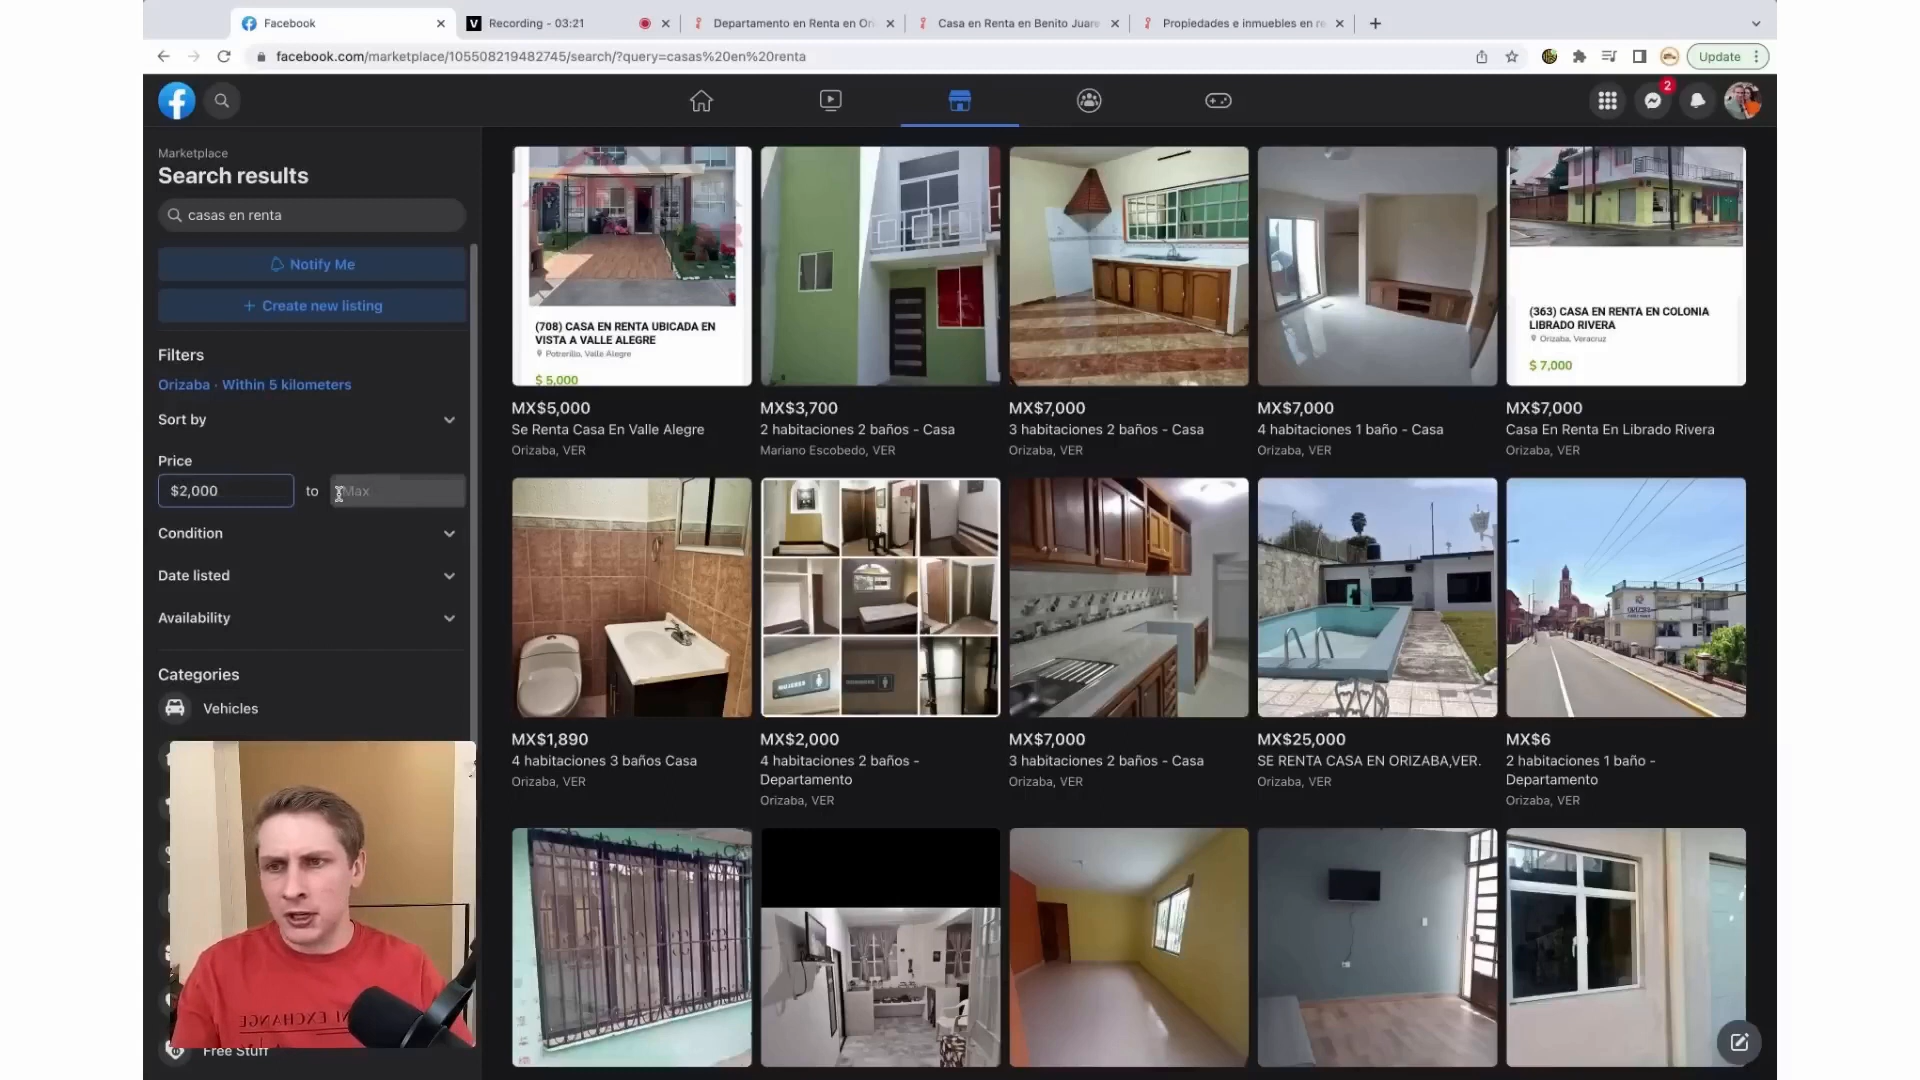 Facebook
Recording - 03:21
Departamento en Renta en Ori
Casa en Renta en Benito Juare
Propiedades e inmuebles en re
facebook.com/marketplace/105508219482745/search/?query=casas%20en%20renta
Update
2
Marketplace
Search results
casas en renta
Notify Me
+ Create new listing
Filters
Orizaba · Within 5 kilometers
Sort by
Price
$2,000 to Max
Condition
Date listed
Availability
Categories
Vehicles
Free Stuff
(708) CASA EN RENTA UBICADA EN
VISTA A VALLE ALEGRE
Potrerillo, Valle Alegre
$ 5,000
(363) CASA EN RENTA EN COLONIA
LIBRADO RIVERA
Orizaba, Veracruz
$ 7,000
MX$5,000
Se Renta Casa En Valle Alegre
Orizaba, VER
MX$3,700
2 habitaciones 2 baños - Casa
Mariano Escobedo, VER
MX$7,000
3 habitaciones 2 baños - Casa
Orizaba, VER
MX$7,000
4 habitaciones 1 baño - Casa
Orizaba, VER
MX$7,000
Casa En Renta En Librado Rivera
Orizaba, VER
MX$1,890
4 habitaciones 3 baños Casa
Orizaba, VER
MX$2,000
4 habitaciones 2 baños -
Departamento
Orizaba, VER
MX$7,000
3 habitaciones 2 baños - Casa
Orizaba, VER
MX$25,000
SE RENTA CASA EN ORIZABA,VER.
Orizaba, VER
MX$6
2 habitaciones 1 baño -
Departamento
Orizaba, VER